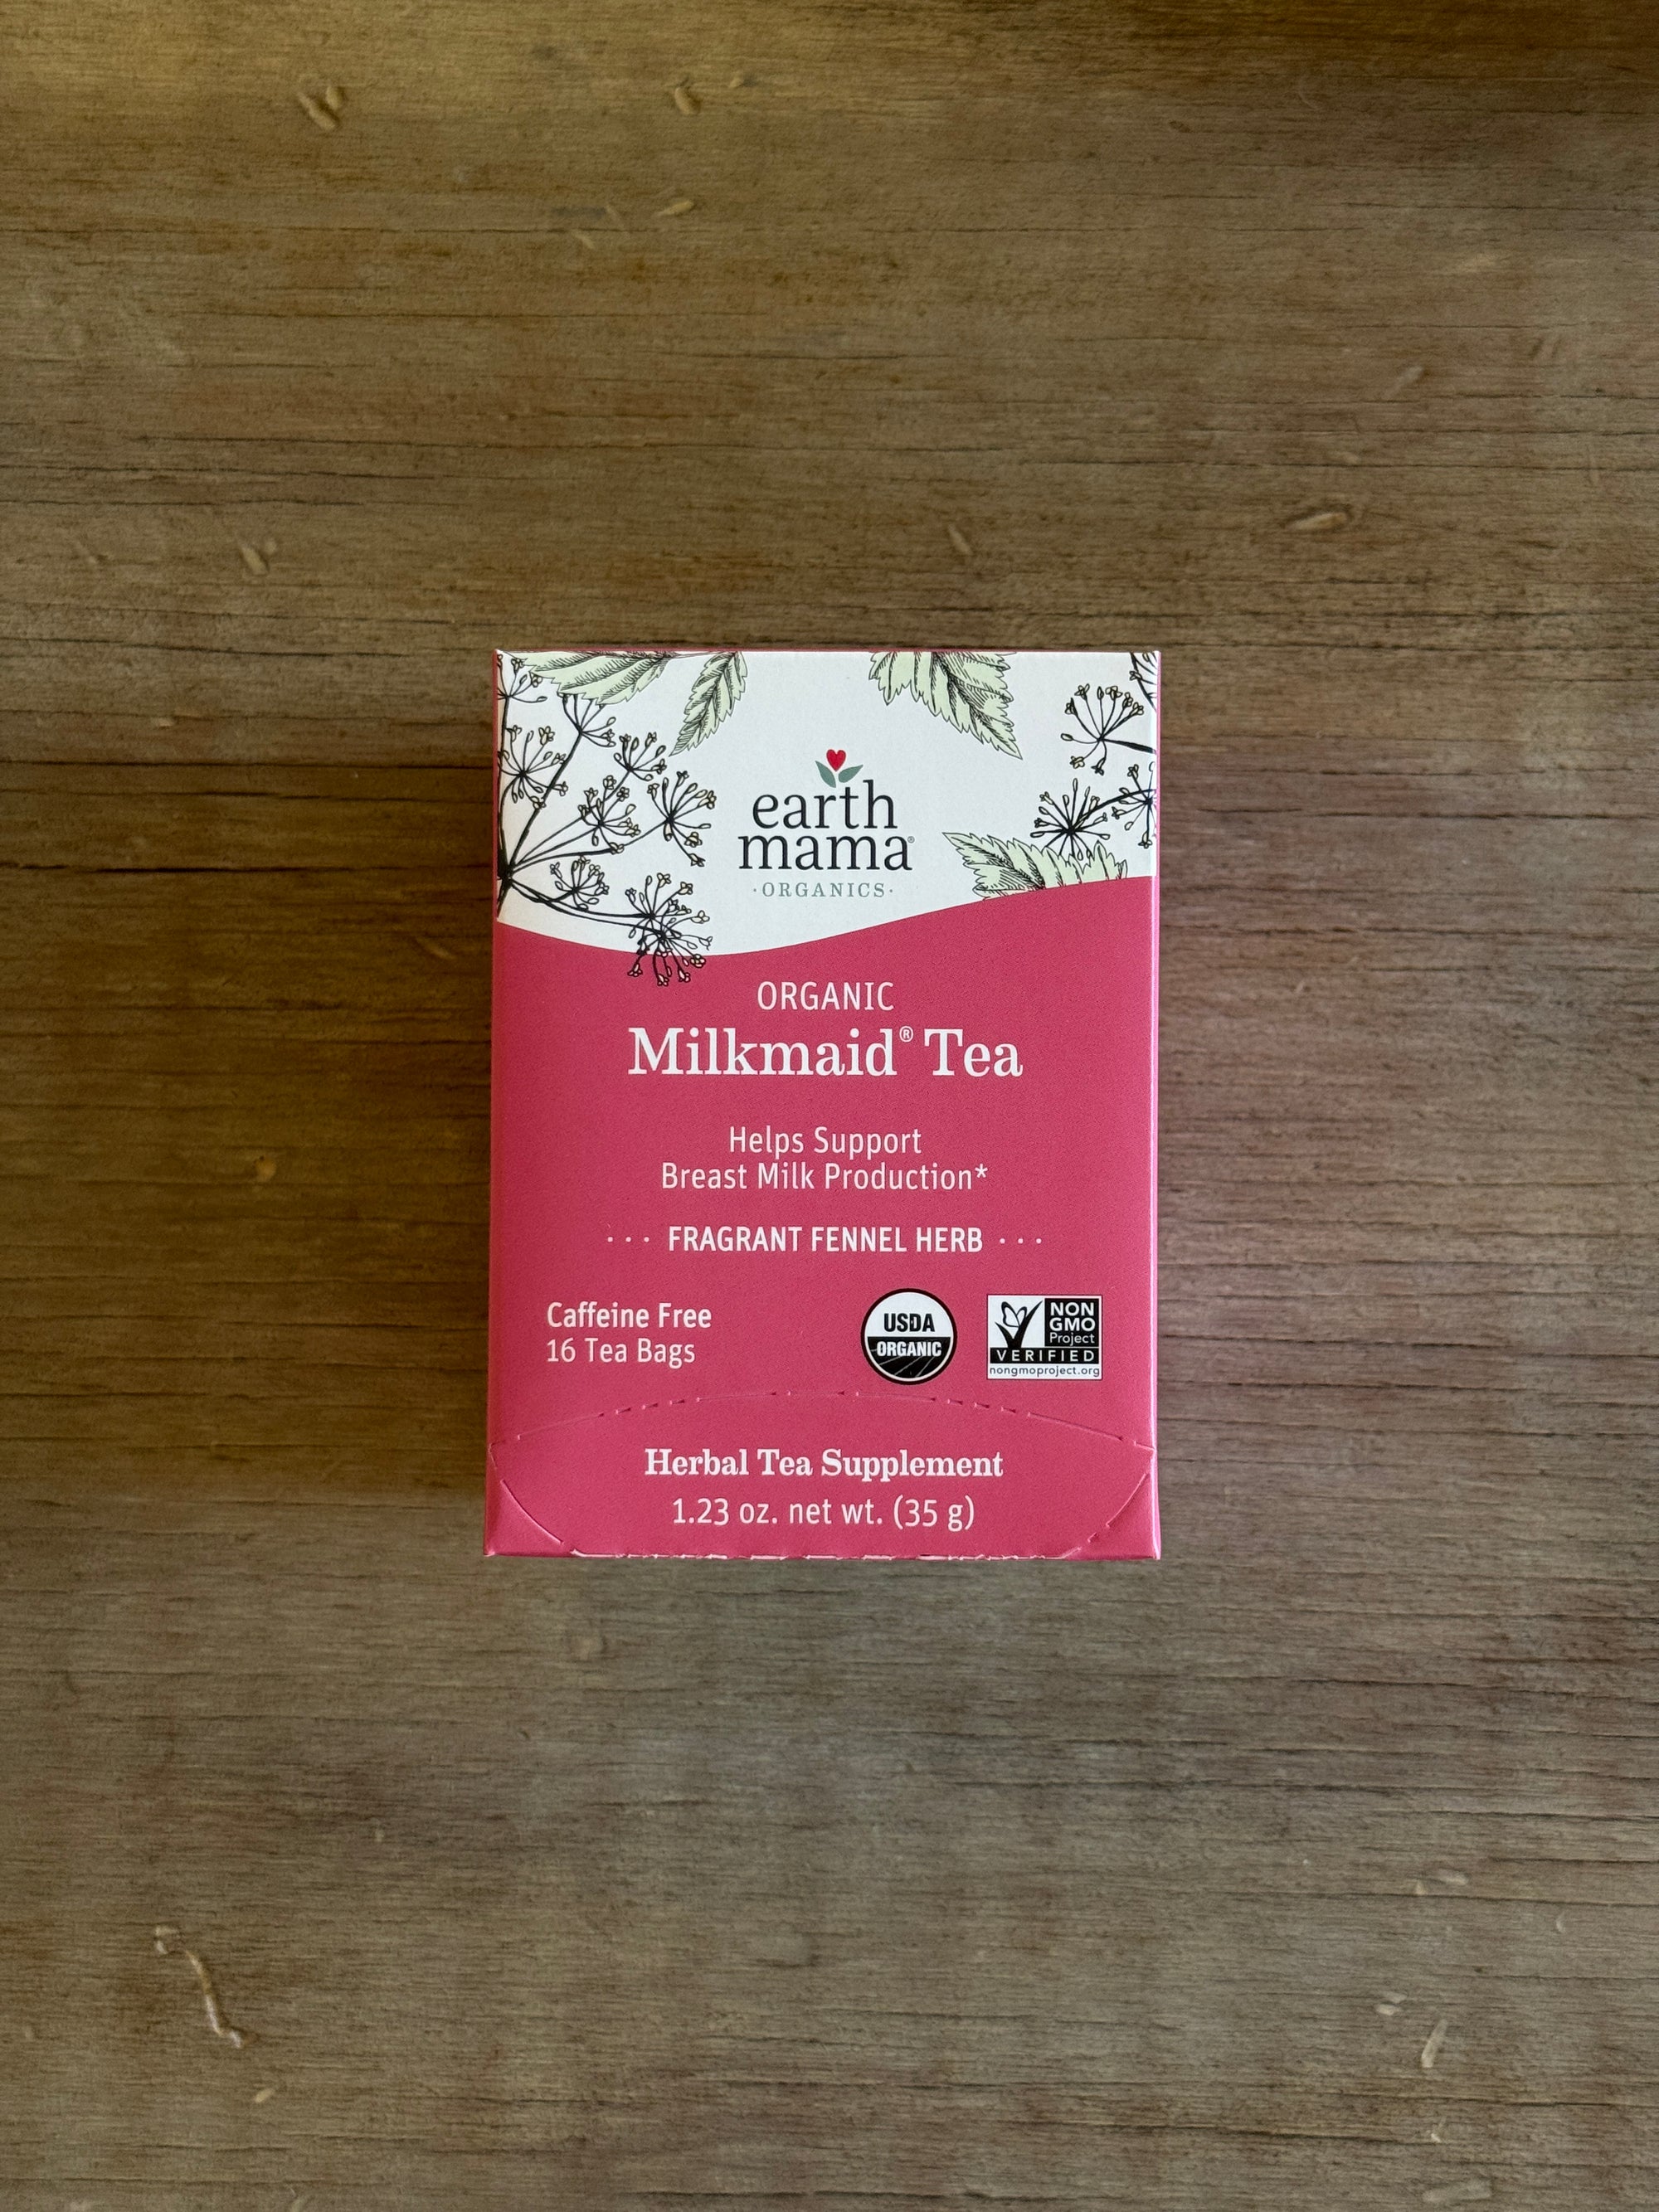 earth
mama®
·ORGANICS·
ORGANIC
Milkmaid® Tea
Helps Support
Breast Milk Production*
··· FRAGRANT FENNEL HERB ···
Caffeine Free
16 Tea Bags
USDA
ORGANIC
NON
GMO
Project
VERIFIED
nongmoproject.org
Herbal Tea Supplement
1.23 oz. net wt. (35 g)